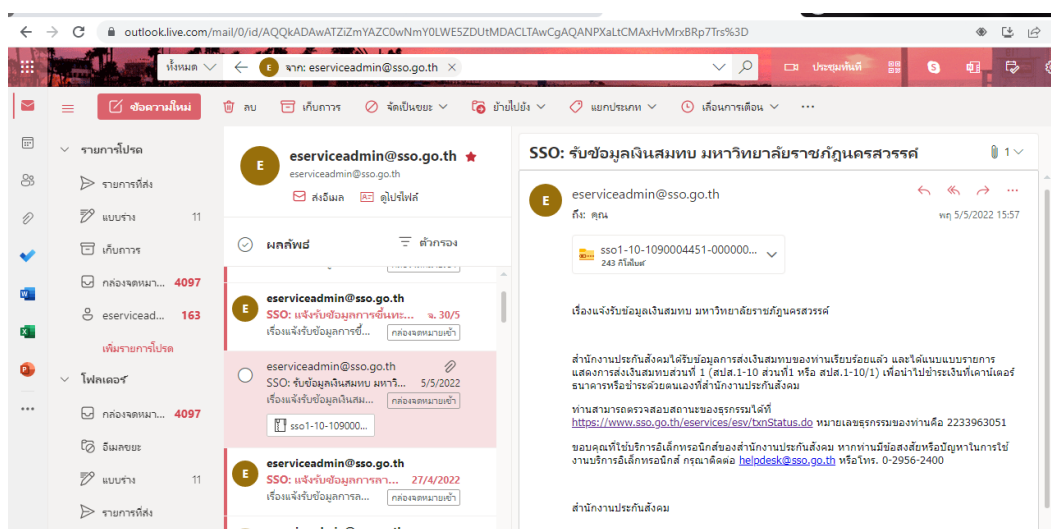 outlook.live.com/mail/0/id/AQQkADAwATZiZmYAZC0wNmY0LWE5ZDUtMDACLTAwCgAQANPXaLtCMAxHvMrxBRp7Trs%3D
ทั้งหมด E จาก: eserviceadmin@sso.go.th × ประชุมทันที
ข้อความใหม่ ลบ เก็บถาวร จัดเป็นขยะ ย้ายไปยัง แยกประเภท เลื่อนการเตือน ...
รายการโปรด
รายการที่ส่ง
แบบร่าง 11
เก็บถาวร
กล่องจดหมา... 4097
eservicead... 163
เพิ่มรายการโปรด
โฟลเดอร์
กล่องจดหมา... 4097
อีเมลขยะ
แบบร่าง 11
รายการที่ส่ง
E
eserviceadmin@sso.go.th
eserviceadmin@sso.go.th
ส่งอีเมล ดูโปรไฟล์
ผลลัพธ์ ตัวกรอง
E
eserviceadmin@sso.go.th
SSO: แจ้งรับข้อมูลการขึ้นทะ... จ. 30/5
เรื่องแจ้งรับข้อมูลการขึ้... กล่องจดหมายเข้า
eserviceadmin@sso.go.th
SSO: รับข้อมูลเงินสมทบ มหาวิ... 5/5/2022
เรื่องแจ้งรับข้อมูลเงินสม... กล่องจดหมายเข้า
sso1-10-109000...
E
eserviceadmin@sso.go.th
SSO: แจ้งรับข้อมูลการลา... 27/4/2022
เรื่องแจ้งรับข้อมูลการล... กล่องจดหมายเข้า
SSO: รับข้อมูลเงินสมทบ มหาวิทยาลัยราชภัฏนครสวรรค์ 1
E
eserviceadmin@sso.go.th
ถึง: คุณ พฤ 5/5/2022 15:57
sso1-10-1090004451-000000...
243 กิโลไบต์
เรื่องแจ้งรับข้อมูลเงินสมทบ มหาวิทยาลัยราชภัฏนครสวรรค์
สำนักงานประกันสังคมได้รับข้อมูลการส่งเงินสมทบของท่านเรียบร้อยแล้ว และได้แนบแบบรายการ
แสดงการส่งเงินสมทบส่วนที่ 1 (สปส.1-10 ส่วนที่1 หรือ สปส.1-10/1) เพื่อนำไปชำระเงินที่เคาน์เตอร์
ธนาคารหรือชำระด้วยตนเองที่สำนักงานประกันสังคม
ท่านสามารถตรวจสอบสถานะของธุรกรรมได้ที่
https://www.sso.go.th/eservices/esv/txnStatus.do หมายเลขธุรกรรมของท่านคือ 2233963051
ขอบคุณที่ใช้บริการอิเล็กทรอนิกส์ของสำนักงานประกันสังคม หากท่านมีข้อสงสัยหรือปัญหาในการใช้
งานบริการอิเล็กทรอนิกส์ กรุณาติดต่อ helpdesk@sso.go.th หรือโทร. 0-2956-2400
สำนักงานประกันสังคม